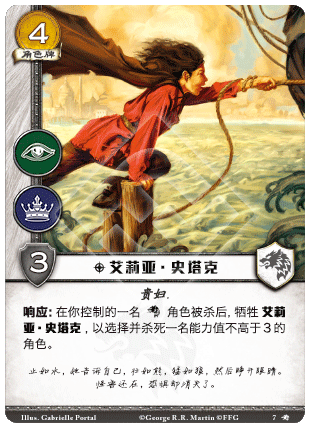 4
角色牌
3
艾莉亚·史塔克
贵妇.
响应: 在你控制的一名 角色被杀后, 牺牲 艾莉
亚·史塔克, 以选择并杀死一名能力值不高于 3 的
角色。
止如水，她告诉自己，壮如熊，猛如狼，然后睁开眼睛。
怪兽还在，恐惧却消失了。
Illus. Gabrielle Portal ©George R.R. Martin ©FFG 7